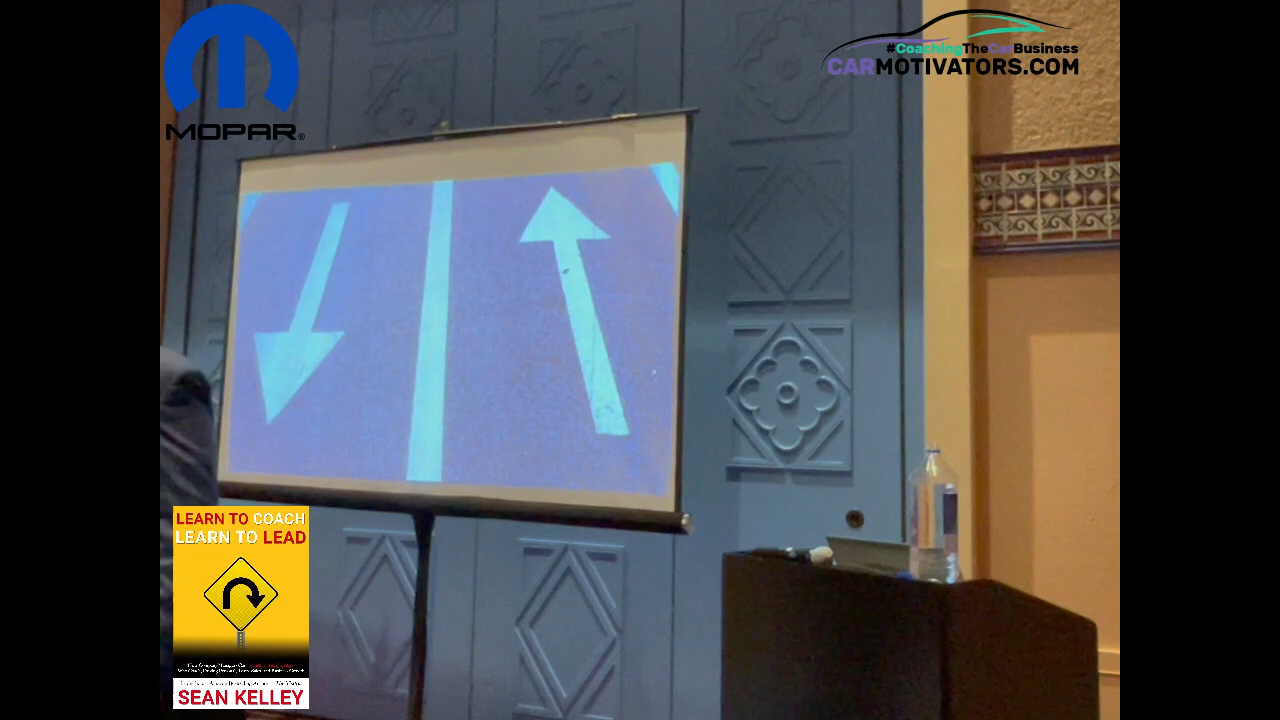 MOPAR®
#CoachingTheCarBusiness
CARMOTIVATORS.COM
LEARN TO COACH
LEARN TO LEAD
SEAN KELLEY